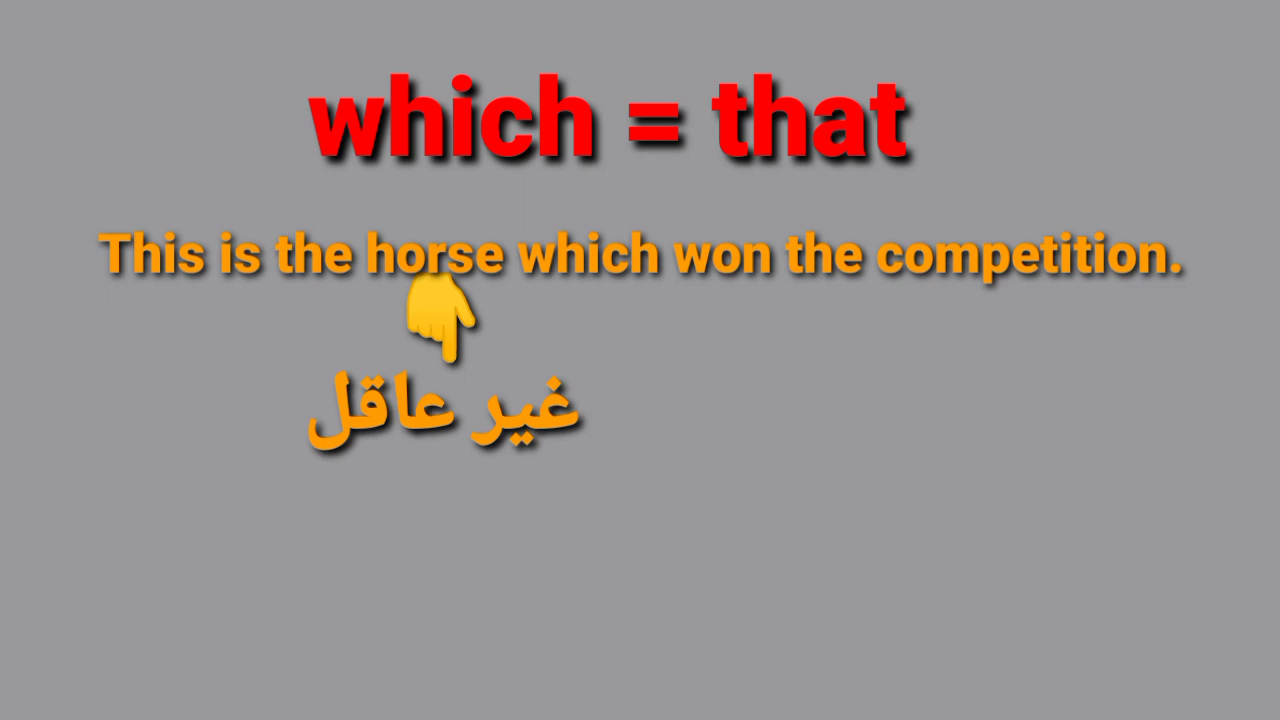 which = that
This is the horse which won the competition.
غير عاقل